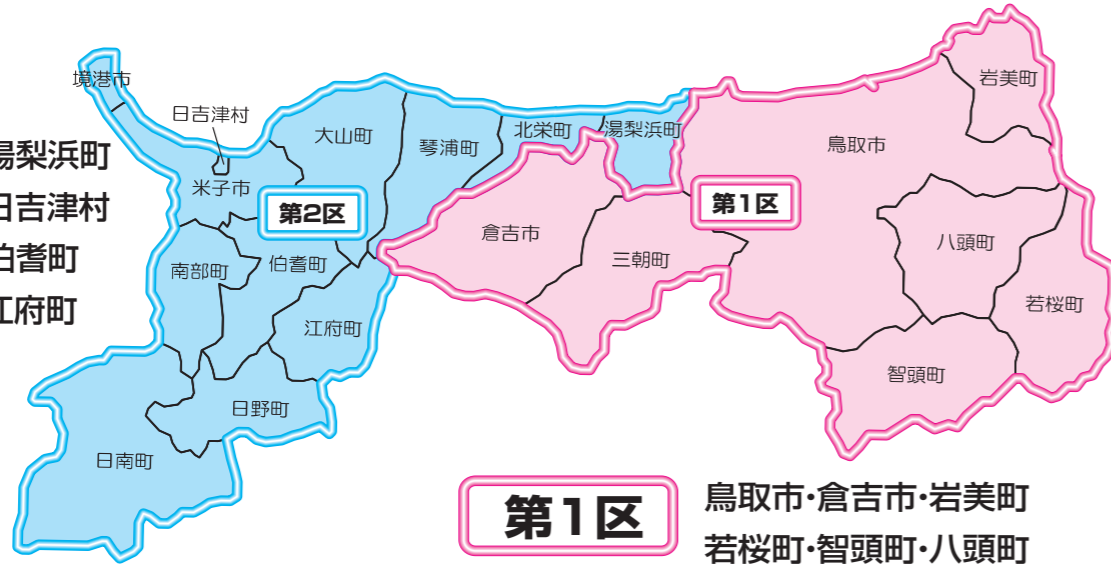 境港市
日吉津村
大山町
琴浦町
北栄町
湯梨浜町
岩美町
鳥取市
米子市
第2区
第1区
倉吉市
三朝町
八頭町
南部町
伯耆町
江府町
若桜町
智頭町
日野町
日南町
湯梨浜町
日吉津村
伯耆町
江府町
第1区
鳥取市・倉吉市・岩美町
若桜町・智頭町・八頭町